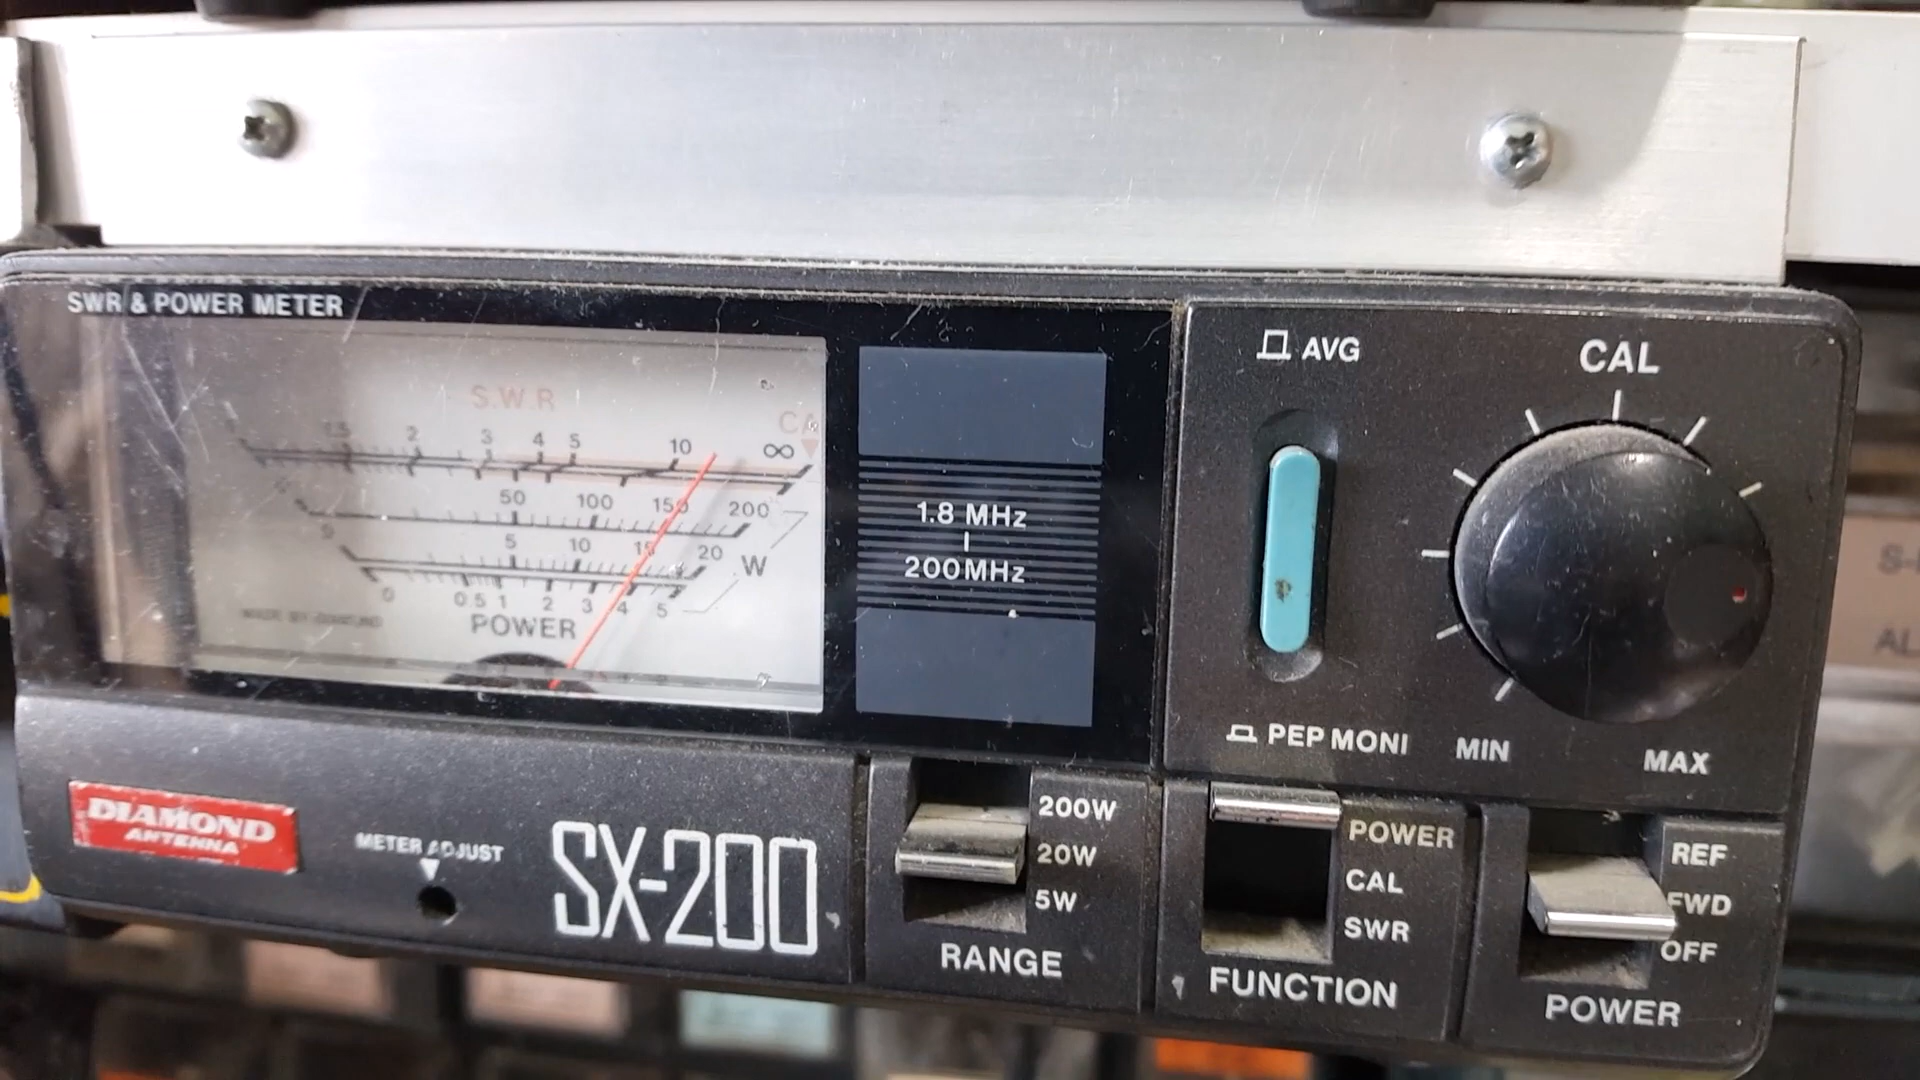 SWR & POWER METER
S.W.R
CA
1.5 2 3 4 5 10 ∞
50 100 150 200
0
5 10 15 20
W
0 0.5 1 2 3 4 5
POWER
1.8 MHz
200MHz
AVG
PEP MONI
CAL
MIN MAX
DIAMOND
ANTENNA
METER ADJUST
SX-200
200W
20W
5W
RANGE
POWER
CAL
SWR
FUNCTION
REF
FWD
OFF
POWER